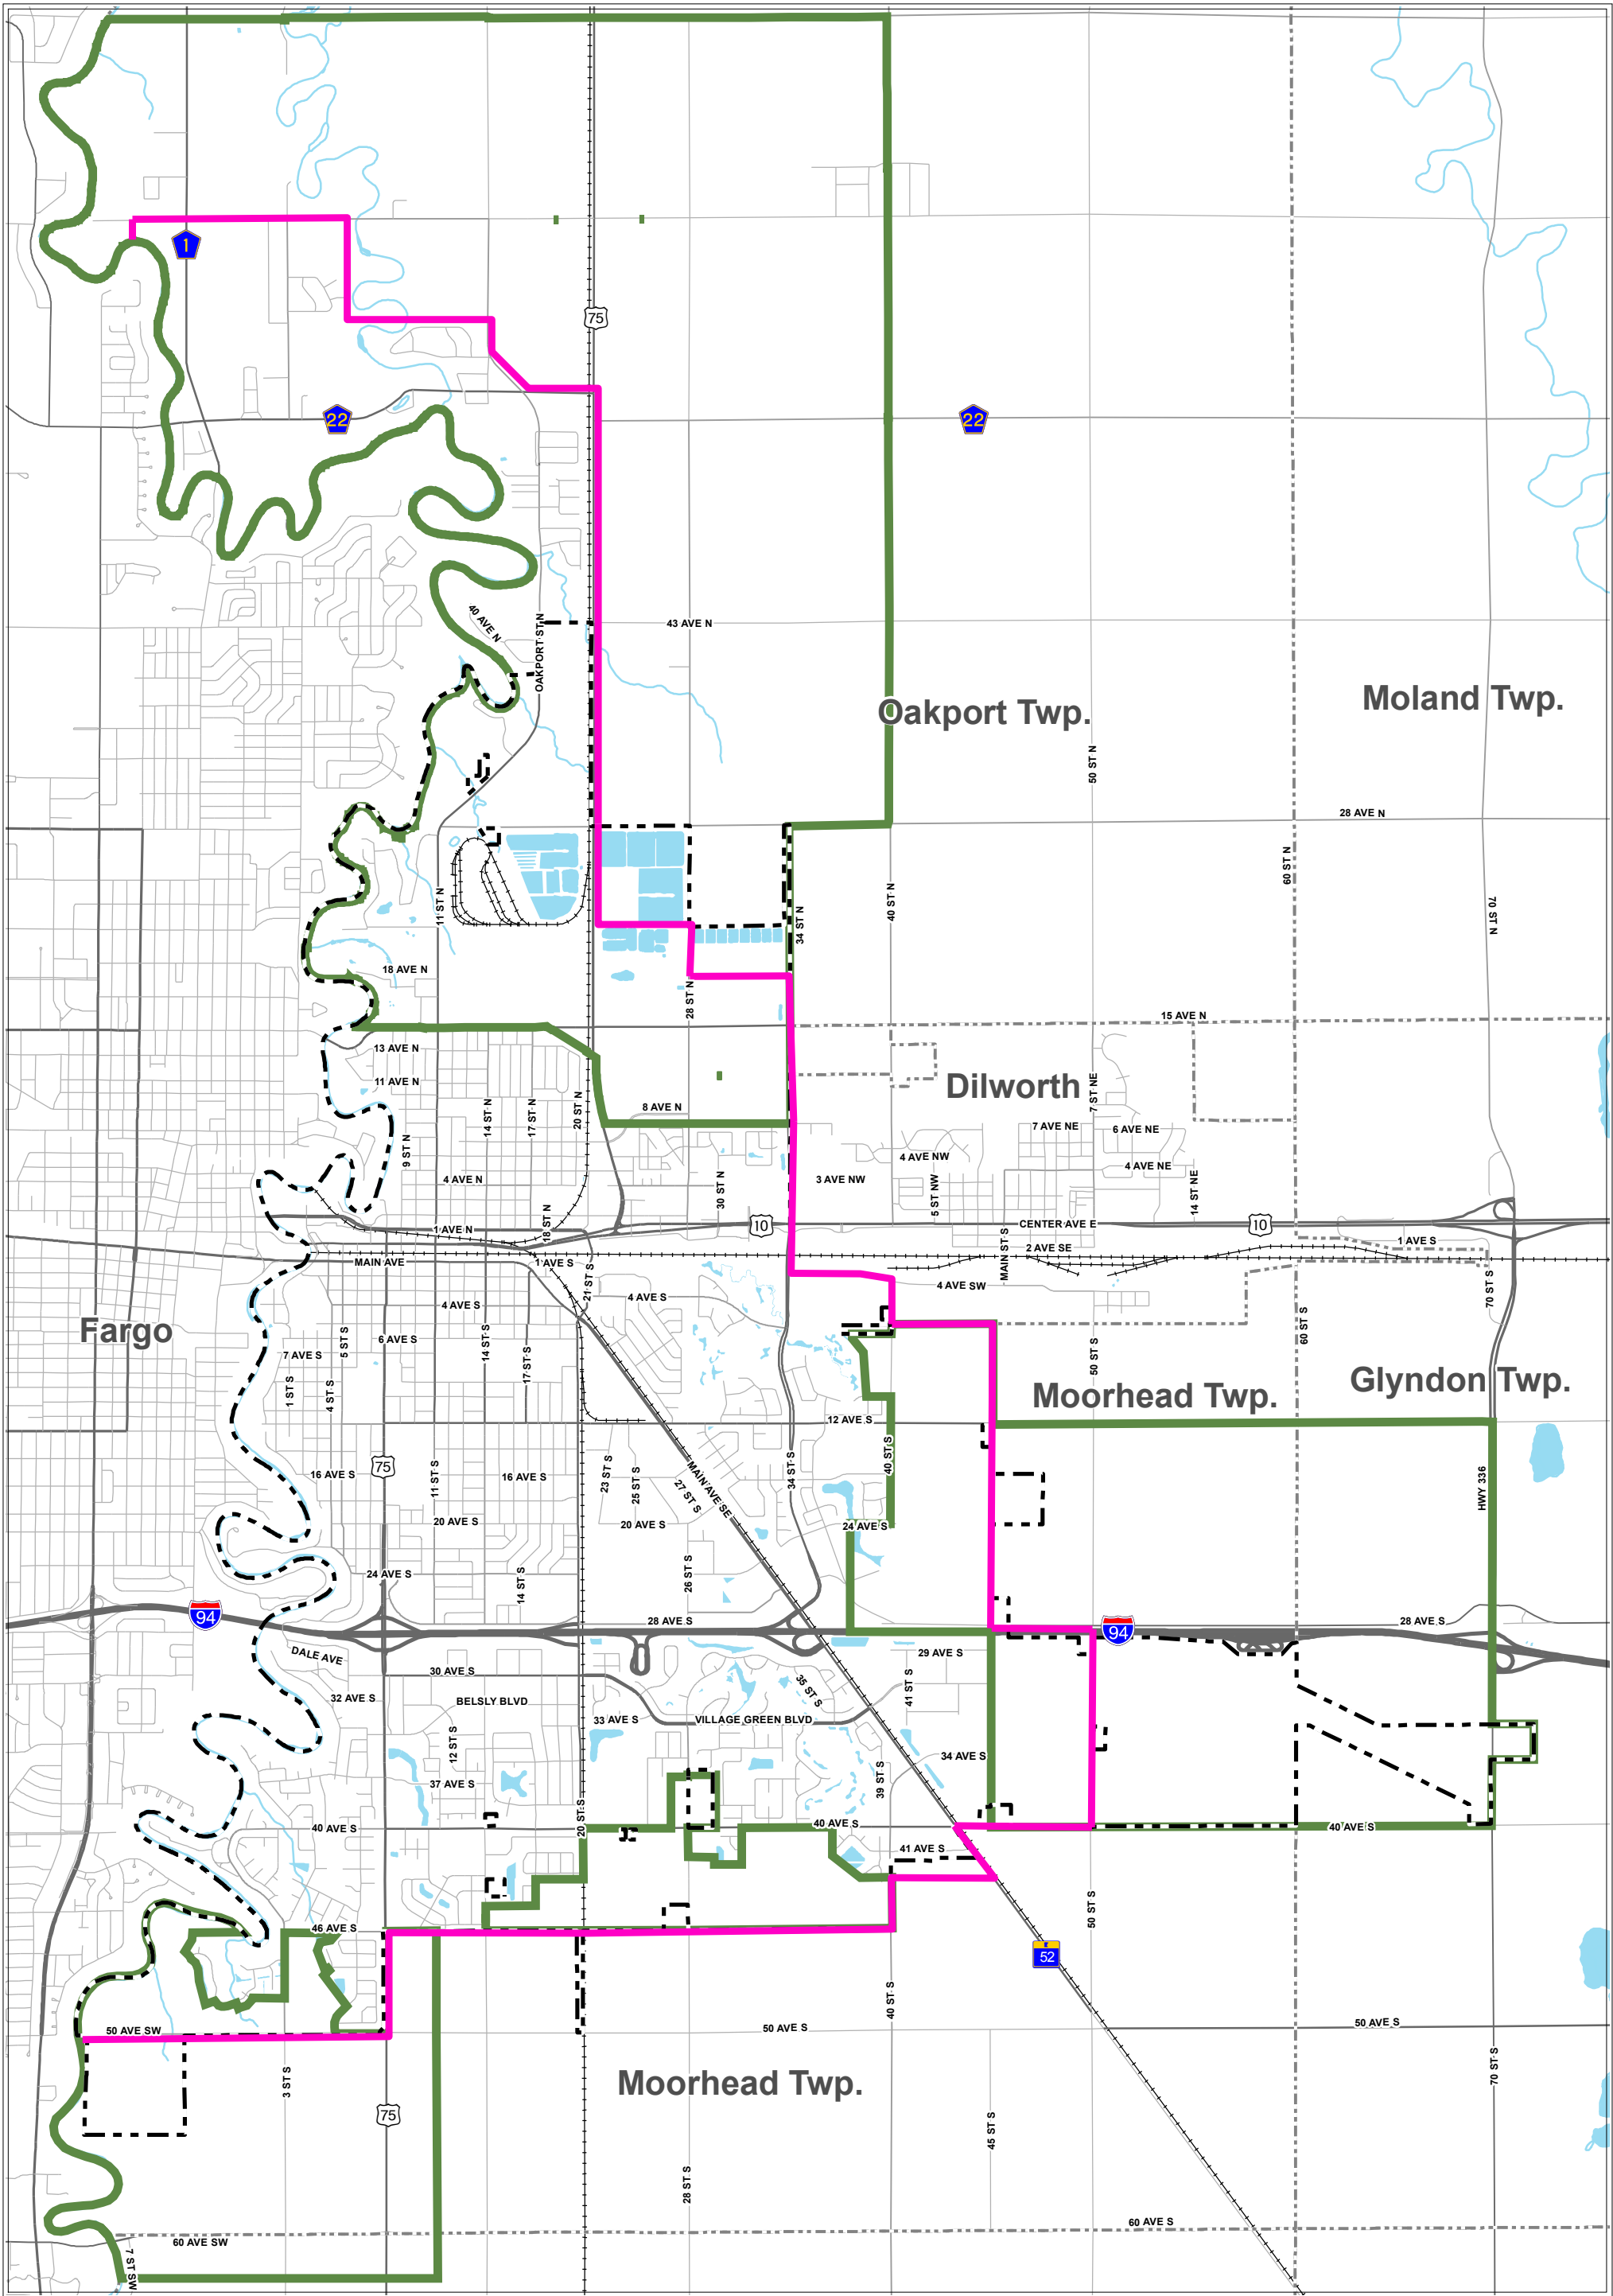 1
75
22
22
40 AVE N
OAKPORT ST N
43 AVE N
Oakport Twp.
Moland Twp.
50 ST N
28 AVE N
60 ST N
11 ST N
40 ST N
34 ST N
70 ST N
18 AVE N
28 ST N
15 AVE N
13 AVE N
11 AVE N
Dilworth
7 ST NE
14 ST N
17 ST N
20 ST N
8 AVE N
9 ST N
7 AVE NE
6 AVE NE
4 AVE NW
4 AVE NE
4 AVE N
30 ST N
3 AVE NW
5 ST NW
14 ST NE
18 ST N
1 AVE N
10
CENTER AVE E
10
MAIN AVE
1 AVE S
21 ST S
MAIN ST S
2 AVE SE
1 AVE S
4 AVE SW
70 ST S
4 AVE S
4 AVE S
Fargo
5 ST S
6 AVE S
14 ST S
60 ST S
7 AVE S
17 ST S
50 ST S
1 ST S
4 ST S
Moorhead Twp.
Glyndon Twp.
12 AVE S
40 ST S
75
16 AVE S
11 ST S
16 AVE S
23 ST S
25 ST S
27 ST S
MAIN AVE SE
34 ST S
HWY 336
20 AVE S
20 AVE S
24 AVE S
24 AVE S
14 ST S
26 ST S
94
28 AVE S
94
28 AVE S
DALE AVE
30 AVE S
29 AVE S
32 AVE S
BELSLY BLVD
35 ST S
41 ST S
33 AVE S
VILLAGE GREEN BLVD
12 ST S
34 AVE S
37 AVE S
39 ST S
40 AVE S
20 ST S
40 AVE S
40 AVE S
41 AVE S
50 ST S
46 AVE S
52
40 ST S
50 AVE SW
50 AVE S
50 AVE S
3 ST S
Moorhead Twp.
70 ST S
75
45 ST S
28 ST S
60 AVE S
60 AVE SW
7 ST SW